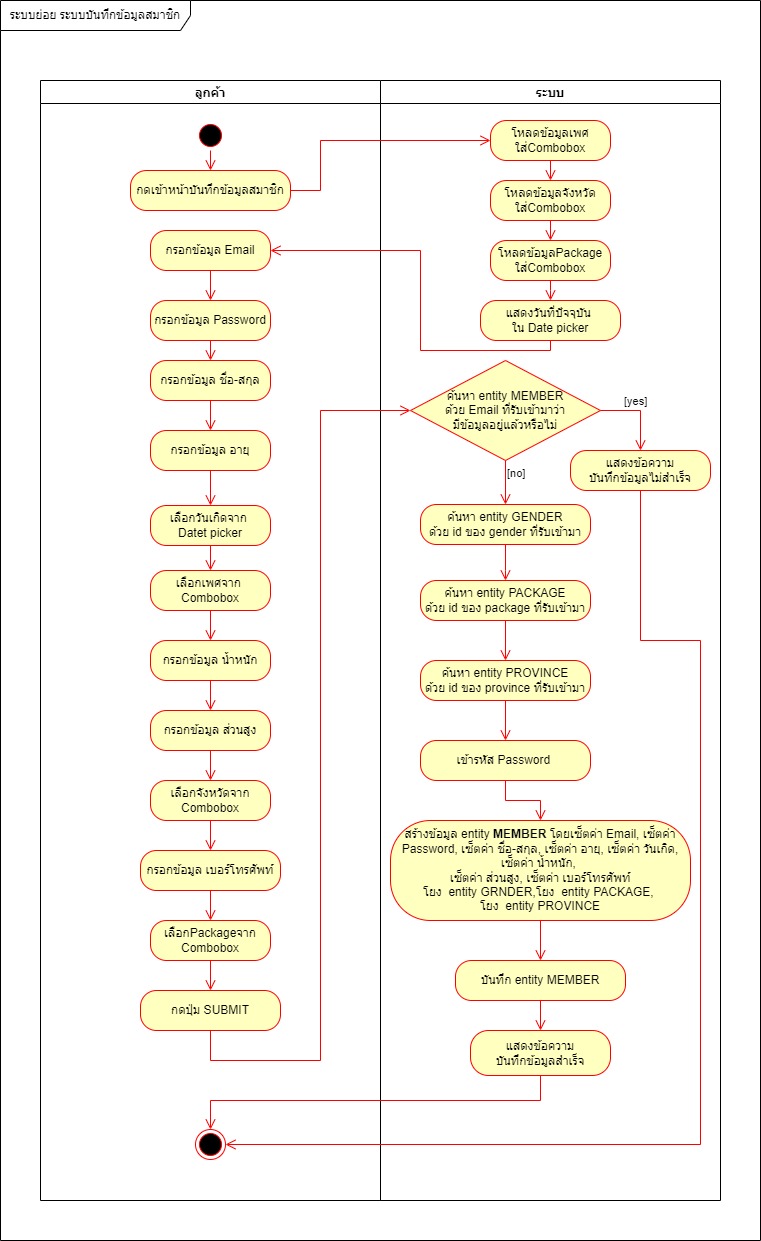 ระบบย่อย ระบบบันทึกข้อมูลสมาชิก
ลูกค้า
ระบบ
กดเข้าหน้าบันทึกข้อมูลสมาชิก
โหลดข้อมูลเพศ
ใส่Combobox
โหลดข้อมูลจังหวัด
ใส่Combobox
โหลดข้อมูลPackage
ใส่Combobox
แสดงวันที่ปัจจุบัน
ใน Date picker
กรอกข้อมูล Email
กรอกข้อมูล Password
กรอกข้อมูล ชื่อ-สกุล
กรอกข้อมูล อายุ
เลือกวันเกิดจาก
Datet picker
เลือกเพศจาก
Combobox
กรอกข้อมูล น้ำหนัก
กรอกข้อมูล ส่วนสูง
เลือกจังหวัดจาก
Combobox
กรอกข้อมูล เบอร์โทรศัพท์
เลือกPackageจาก
Combobox
กดปุ่ม SUBMIT
ค้นหา entity MEMBER
ด้วย Email ที่รับเข้ามาว่า
มีข้อมูลอยู่แล้วหรือไม่
[yes]
แสดงข้อความ
บันทึกข้อมูลไม่สำเร็จ
[no]
ค้นหา entity GENDER
ด้วย id ของ gender ที่รับเข้ามา
ค้นหา entity PACKAGE
ด้วย id ของ package ที่รับเข้ามา
ค้นหา entity PROVINCE
ด้วย id ของ province ที่รับเข้ามา
เข้ารหัส Password
สร้างข้อมูล entity MEMBER โดยเซ็ตค่า Email, เซ็ตค่า
Password, เซ็ตค่า ชื่อ-สกุล, เซ็ตค่า อายุ, เซ็ตค่า วันเกิด,
เซ็ตค่า น้ำหนัก,
เซ็ตค่า ส่วนสูง, เซ็ตค่า เบอร์โทรศัพท์
โยง entity GRNDER,โยง entity PACKAGE,
โยง entity PROVINCE
บันทึก entity MEMBER
แสดงข้อความ
บันทึกข้อมูลสำเร็จ